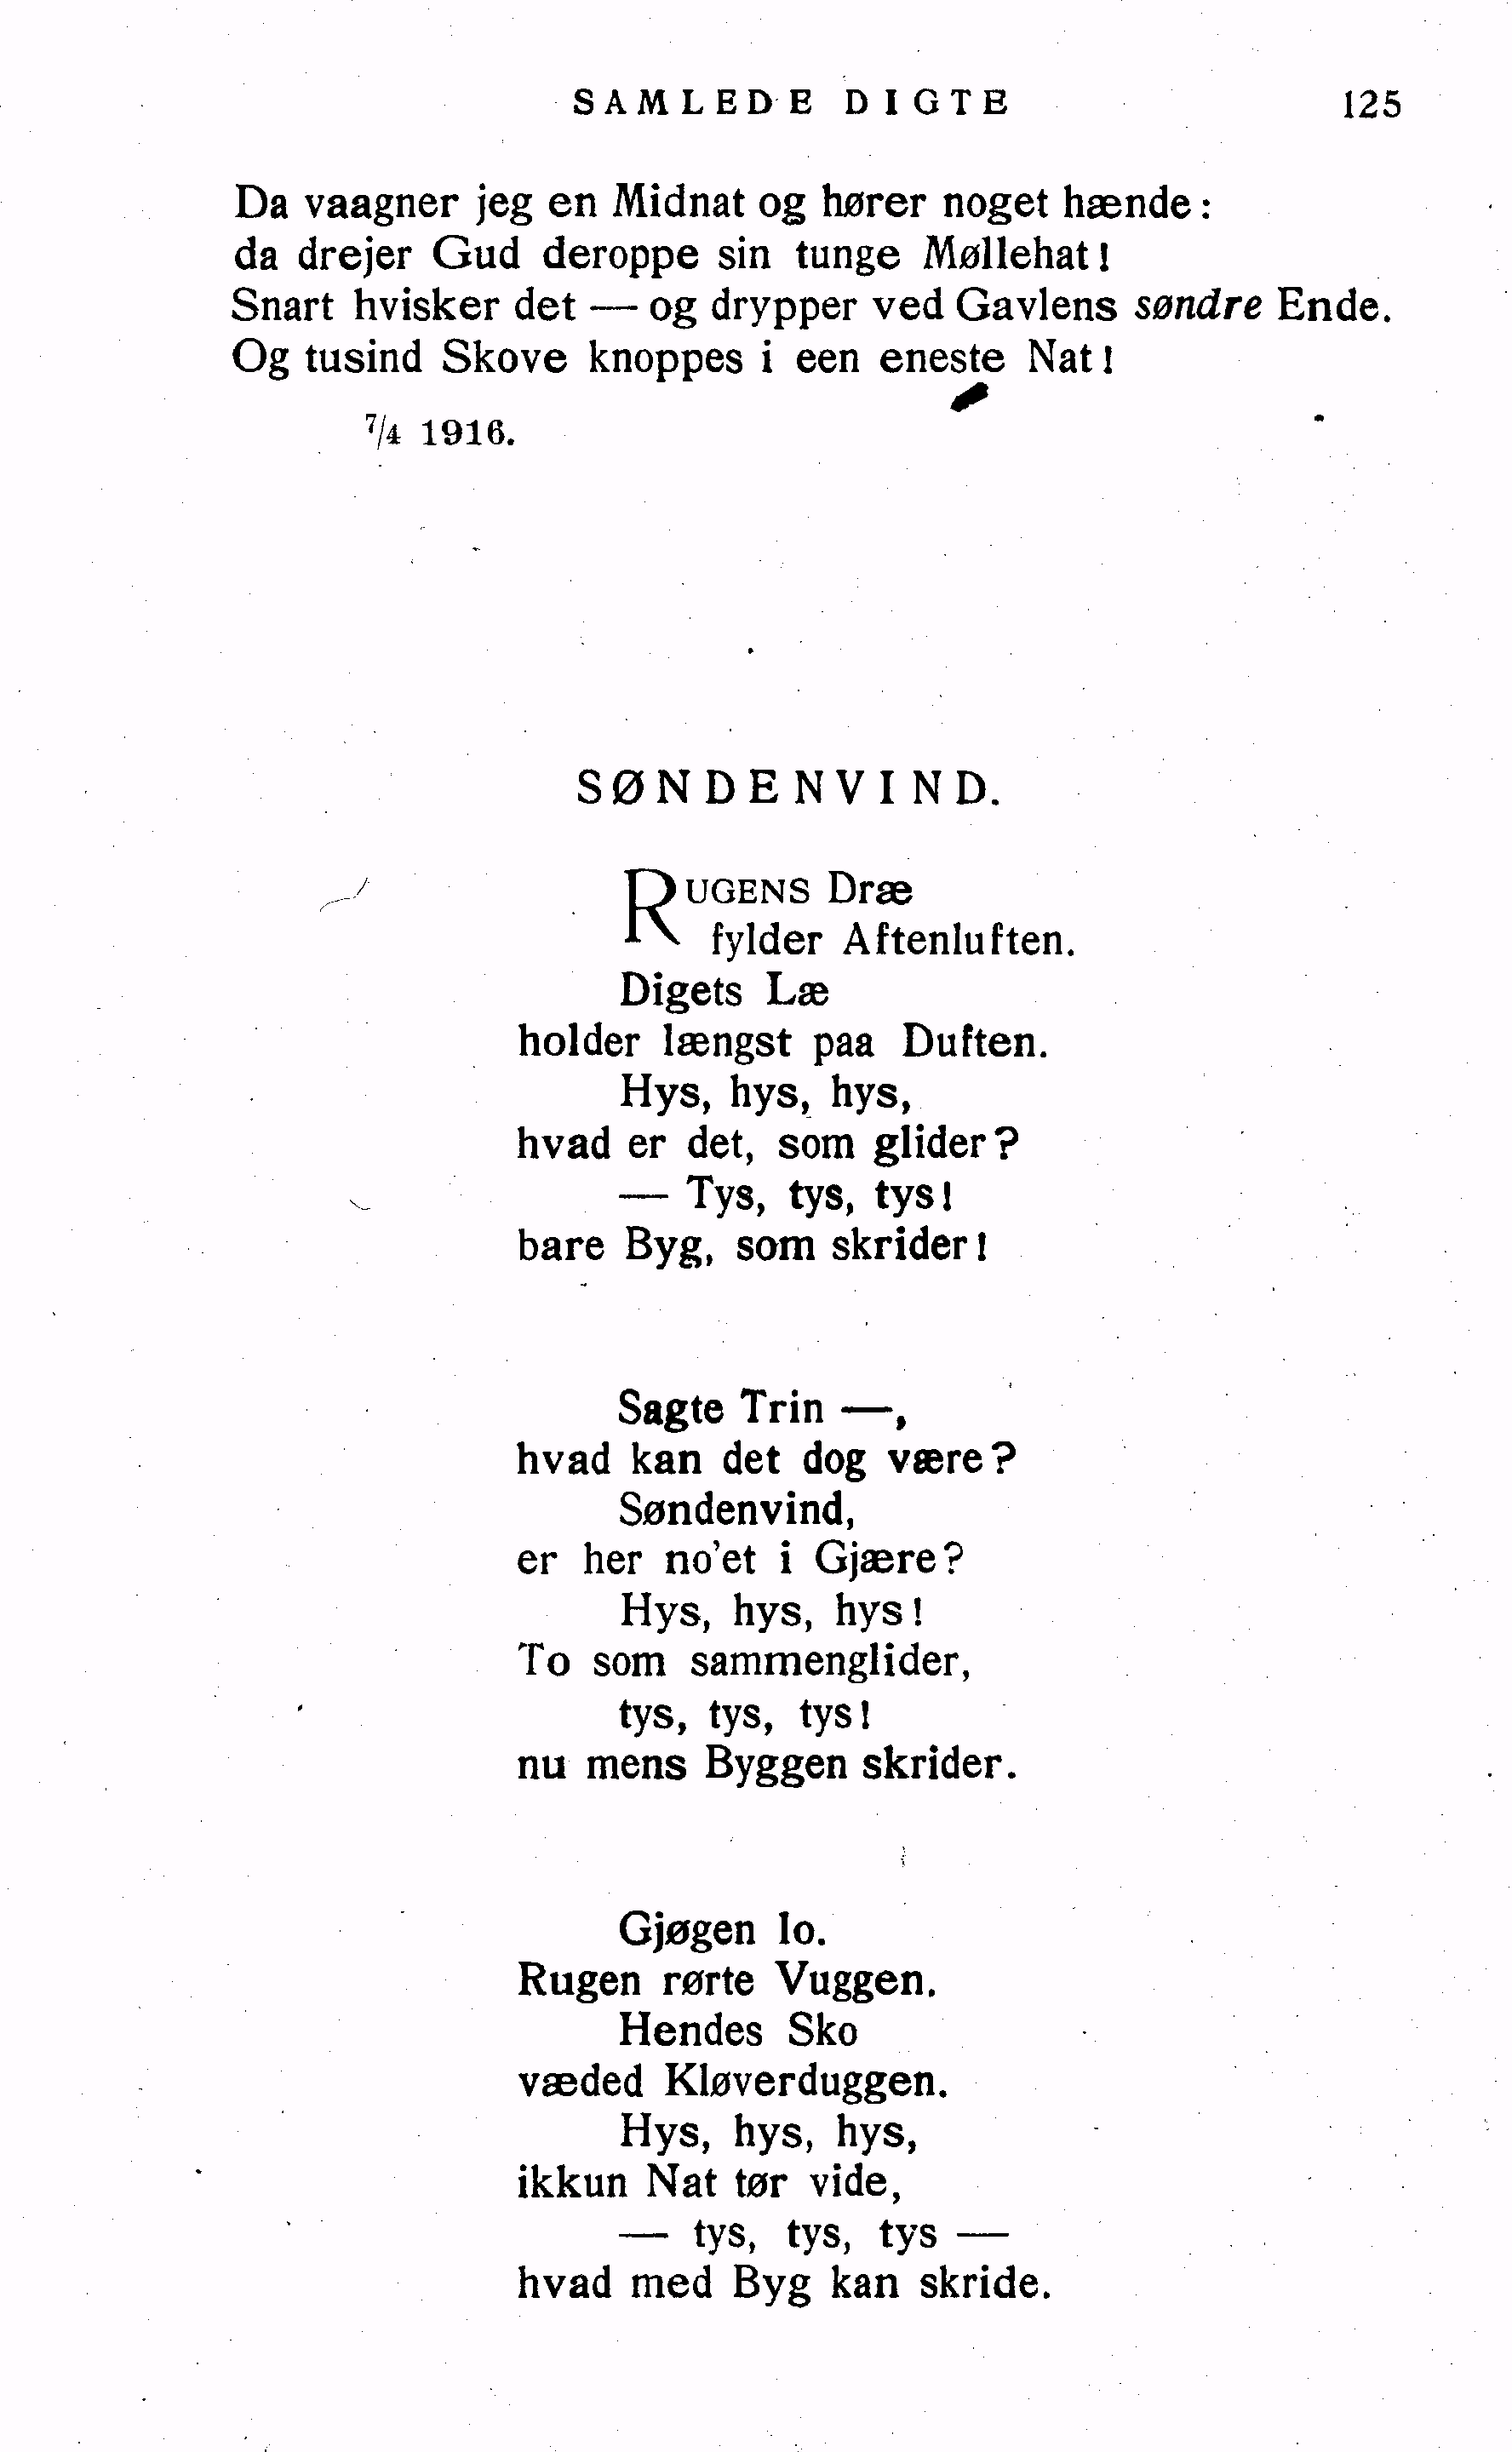 SAMLEDE DIGTE 125
Da vaagner jeg en Midnat og hører noget hænde:
da drejer Gud deroppe sin tunge Møllehat!
Snart hvisker det — og drypper ved Gavlens søndre Ende.
Og tusind Skove knoppes i een eneste Nat!
7/4 1916.
SØNDENVIND.
RUGENS Dræ
fylder Aftenluften.
Digets Læ
holder længst paa Duften.
Hys, hys, hys,
hvad er det, som glider?
— Tys, tys, tys!
bare Byg, som skrider!
Sagte Trin —,
hvad kan det dog være?
Søndenvind,
er her no'et i Gjære?
Hys, hys, hys!
To som sammenglider,
tys, tys, tys!
nu mens Byggen skrider.
Gjøgen lo.
Rugen rørte Vuggen.
Hendes Sko
væded Kløverduggen.
Hys, hys, hys,
ikkun Nat tør vide,
— tys, tys, tys —
hvad med Byg kan skride.